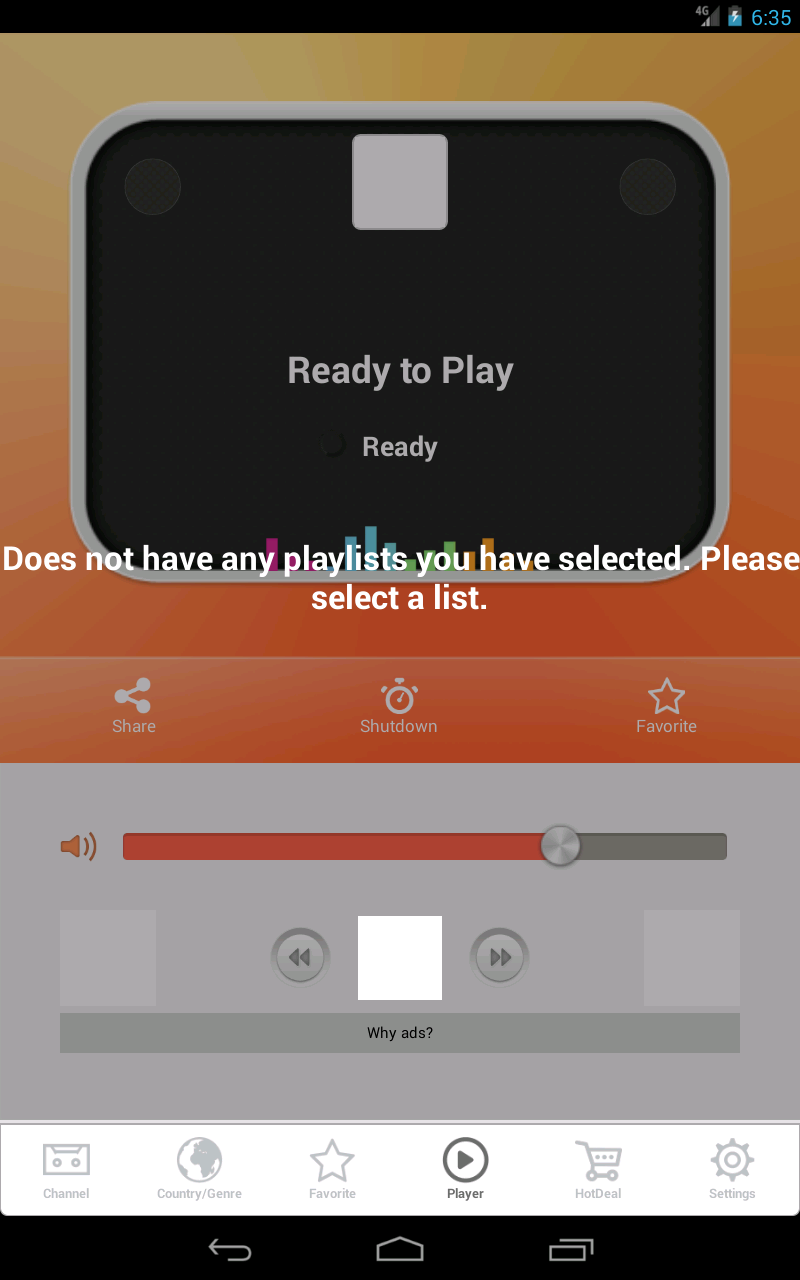 4G 6:35
Ready to Play
Ready
Does not have any playlists you have selected. Please
select a list.
Share Shutdown Favorite
Why ads?
Channel Country/Genre Favorite Player HotDeal Settings